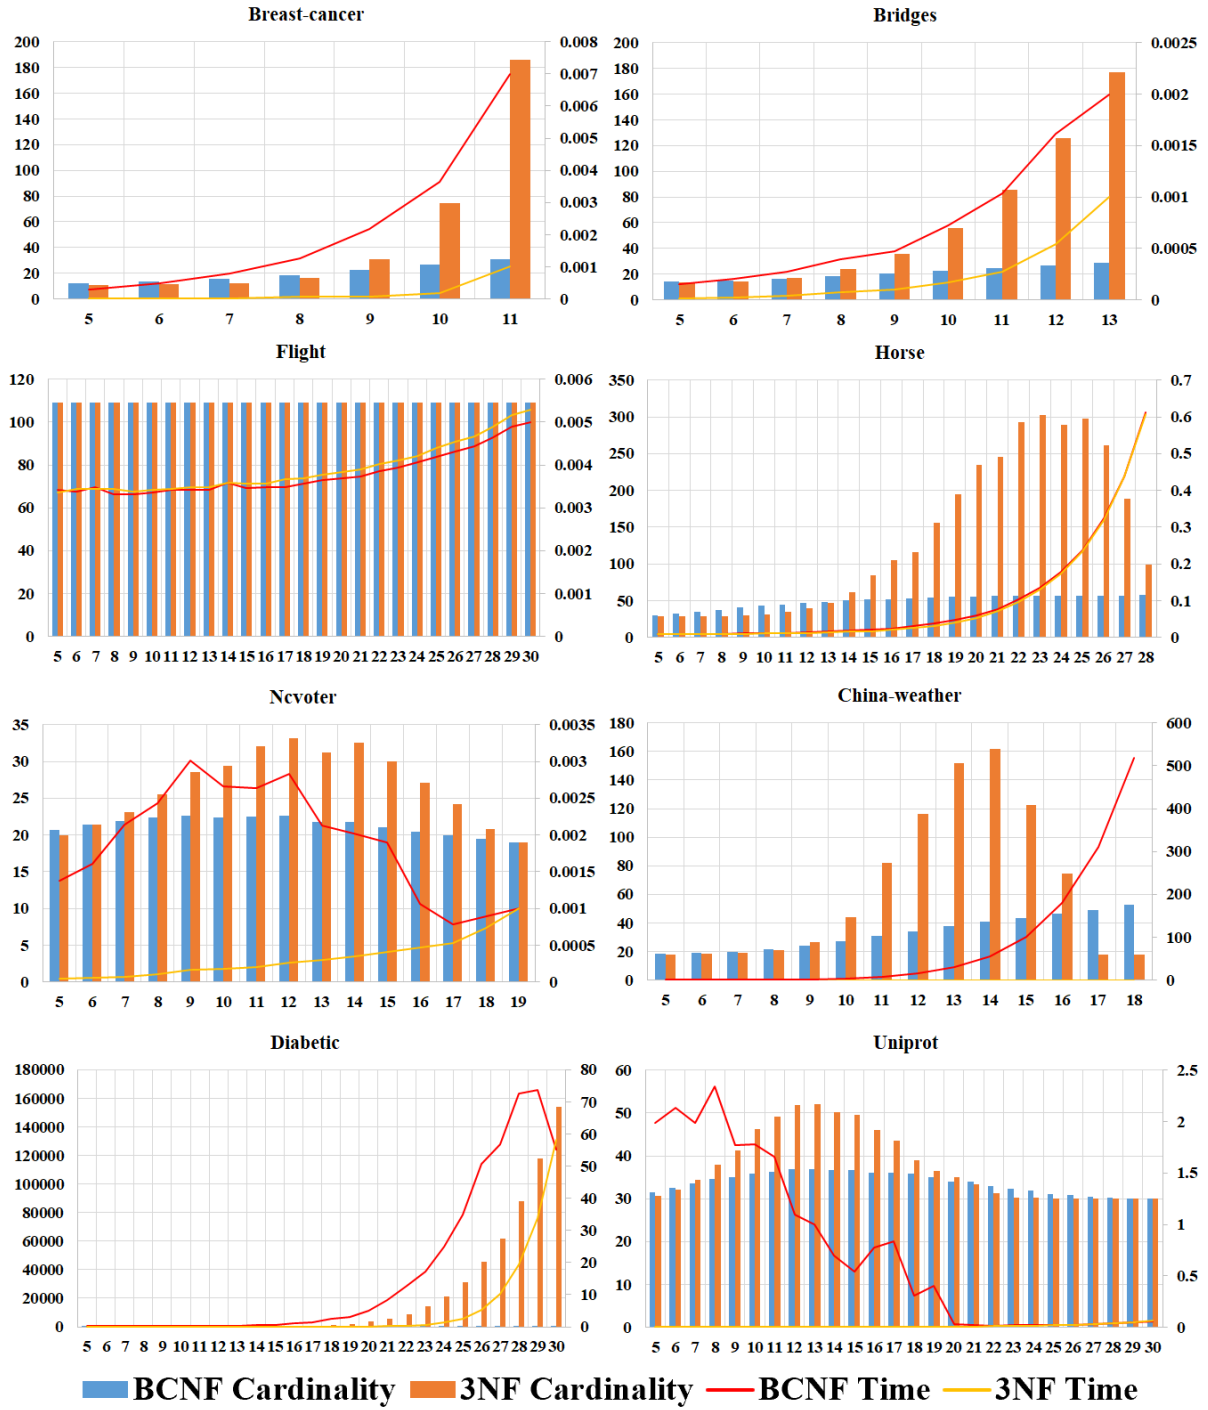 Breast-cancer
200 180 160 140 120 100 80 60 40 20 0
0.008 0.007 0.006 0.005 0.004 0.003 0.002 0.001 0
5 6 7 8 9 10 11
Bridges
200 180 160 140 120 100 80 60 40 20 0
0.0025 0.002 0.0015 0.001 0.0005 0
5 6 7 8 9 10 11 12 13
Flight
120 100 80 60 40 20 0
0.006 0.005 0.004 0.003 0.002 0.001 0
5 6 7 8 9 10 11 12 13 14 15 16 17 18 19 20 21 22 23 24 25 26 27 28 29 30
Horse
350 300 250 200 150 100 50 0
0.7 0.6 0.5 0.4 0.3 0.2 0.1 0
5 6 7 8 9 10 11 12 13 14 15 16 17 18 19 20 21 22 23 24 25 26 27 28
Ncvoter
35 30 25 20 15 10 5 0
0.0035 0.003 0.0025 0.002 0.0015 0.001 0.0005 0
5 6 7 8 9 10 11 12 13 14 15 16 17 18 19
China-weather
180 160 140 120 100 80 60 40 20 0
600 500 400 300 200 100 0
5 6 7 8 9 10 11 12 13 14 15 16 17 18
Diabetic
180000 160000 140000 120000 100000 80000 60000 40000 20000 0
80 70 60 50 40 30 20 10 0
5 6 7 8 9 10 11 12 13 14 15 16 17 18 19 20 21 22 23 24 25 26 27 28 29 30
Uniprot
60 50 40 30 20 10 0
2.5 2 1.5 1 0.5 0
5 6 7 8 9 10 11 12 13 14 15 16 17 18 19 20 21 22 23 24 25 26 27 28 29 30
BCNF Cardinality 3NF Cardinality BCNF Time 3NF Time